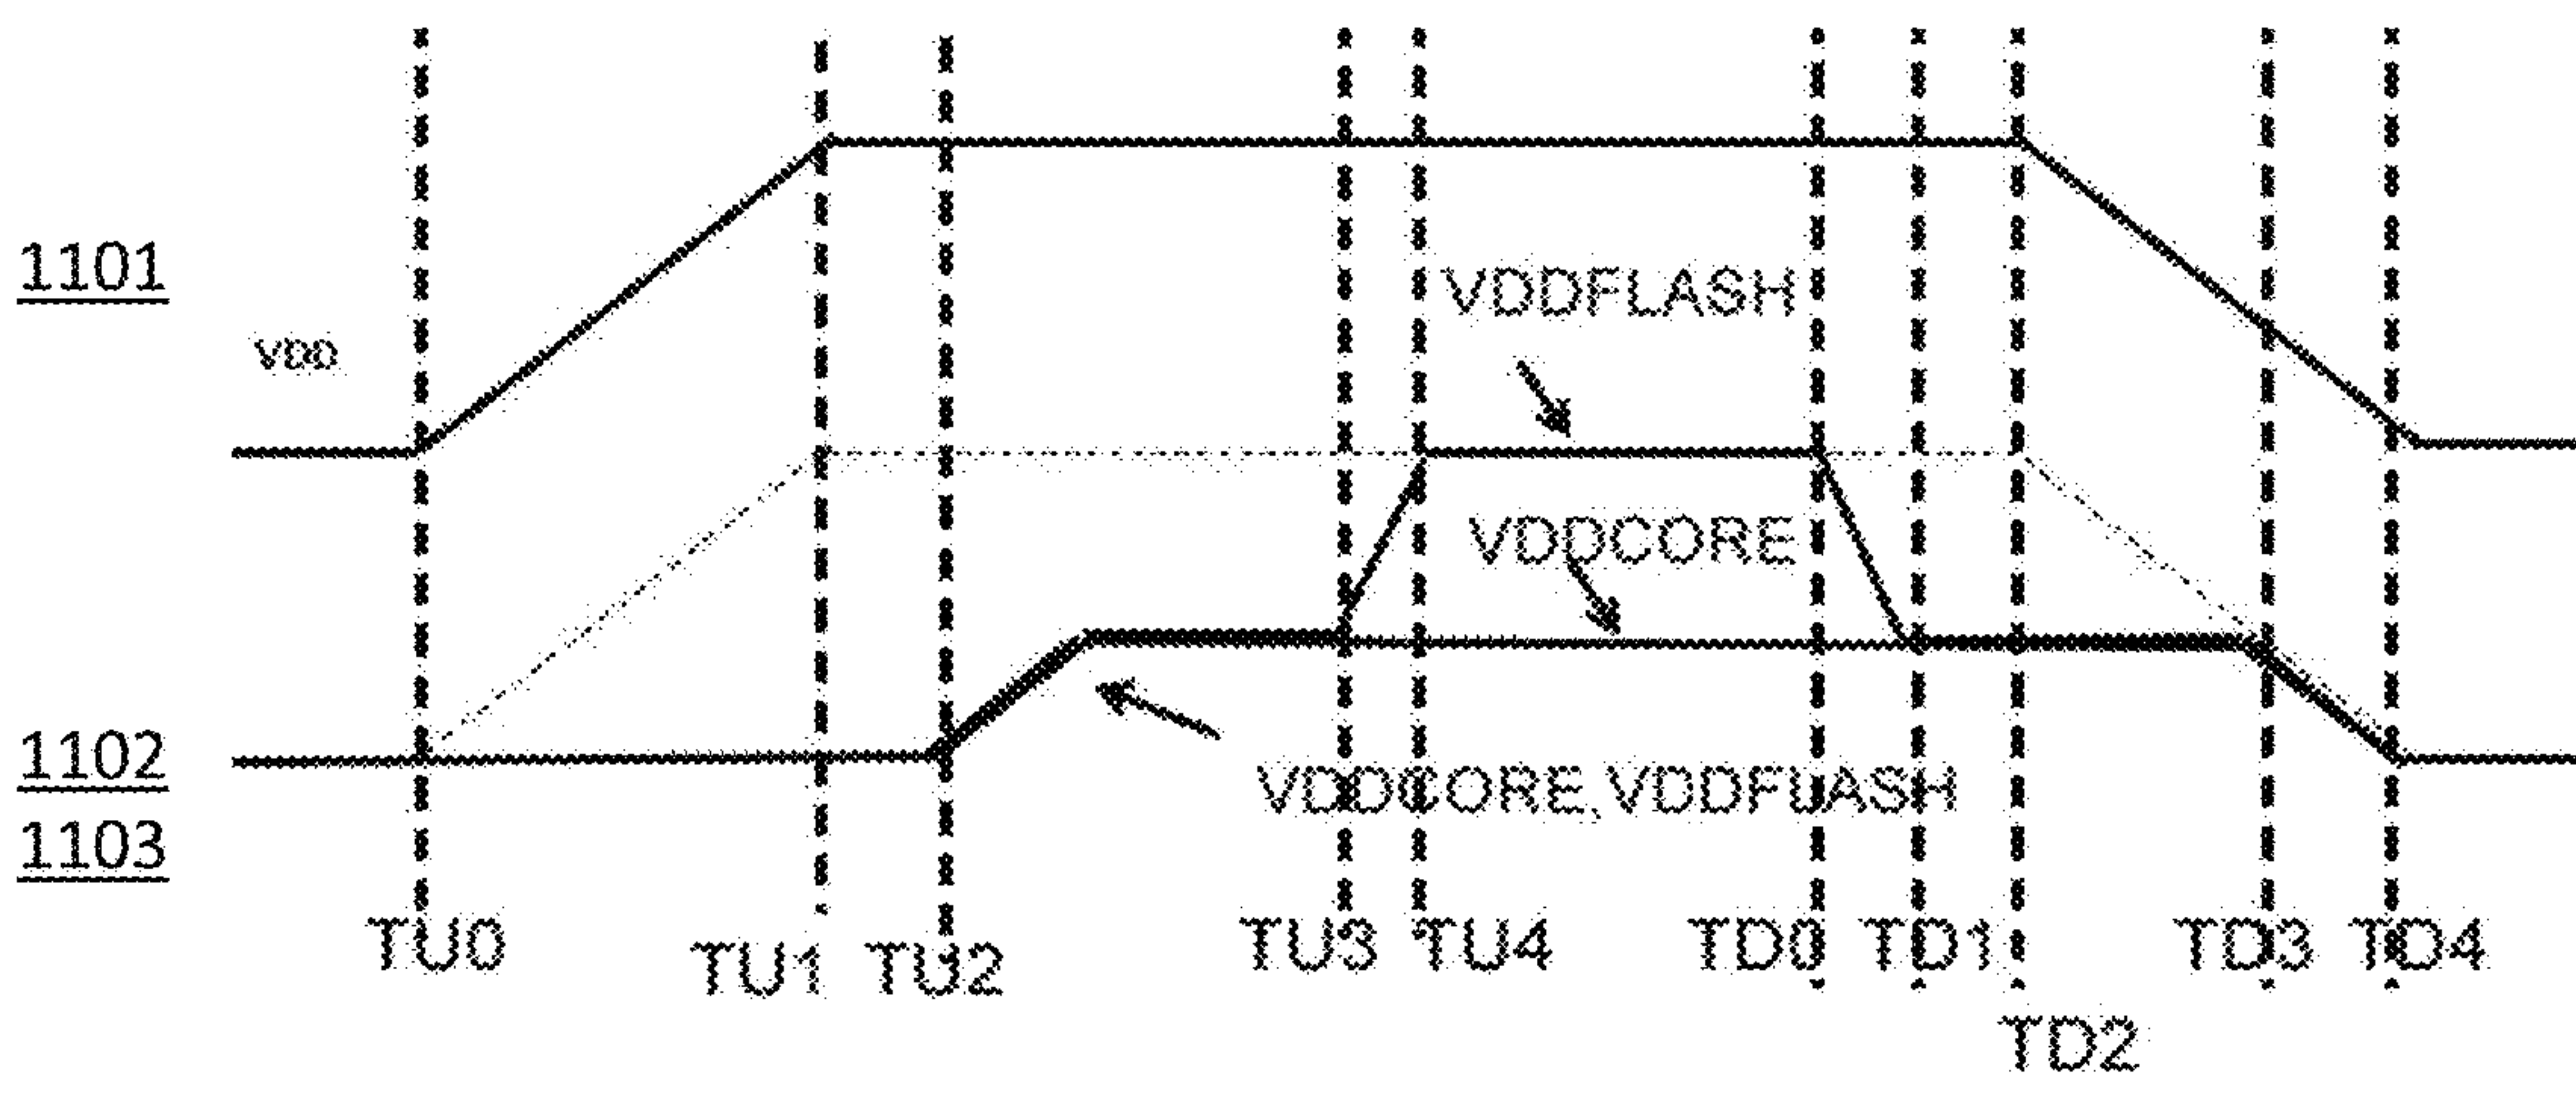 1101
VDD
VDDFLASH
VDDCORE
1102
VDDCORE,VDDFLASH
1103
TU0
TU1
TU2
TU3
TU4
TD0
TD1
TD2
TD3
TD4